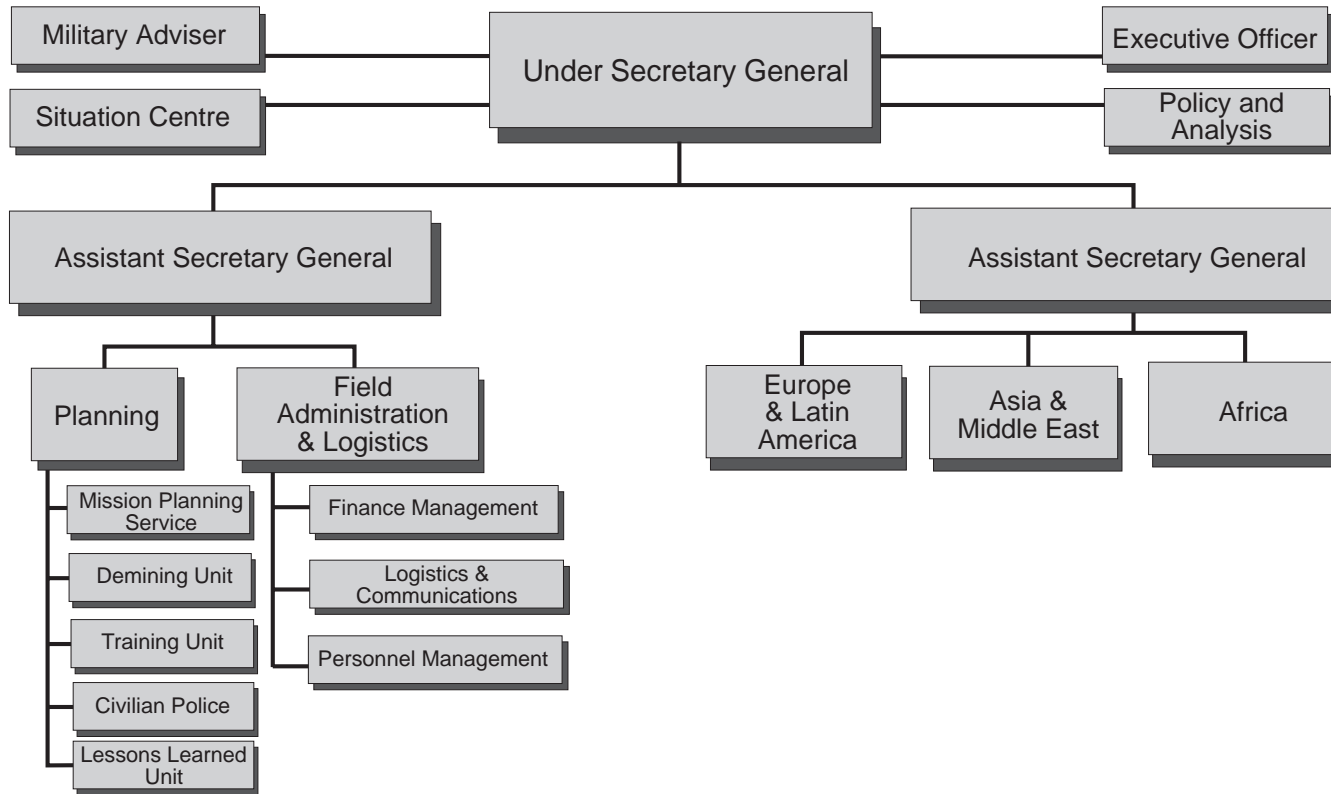 Military Adviser
Under Secretary General
Executive Officer
Situation Centre
Policy and
Analysis
Assistant Secretary General
Assistant Secretary General
Planning
Field
Administration
& Logistics
Europe
& Latin
America
Asia &
Middle East
Africa
Mission Planning
Service
Demining Unit
Training Unit
Civilian Police
Lessons Learned
Unit
Finance Management
Logistics &
Communications
Personnel Management